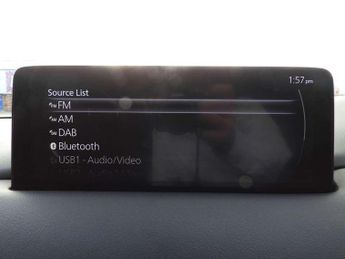 1:57 pm
Source List
FM
AM
DAB
Bluetooth
USB1 - Audio/Video